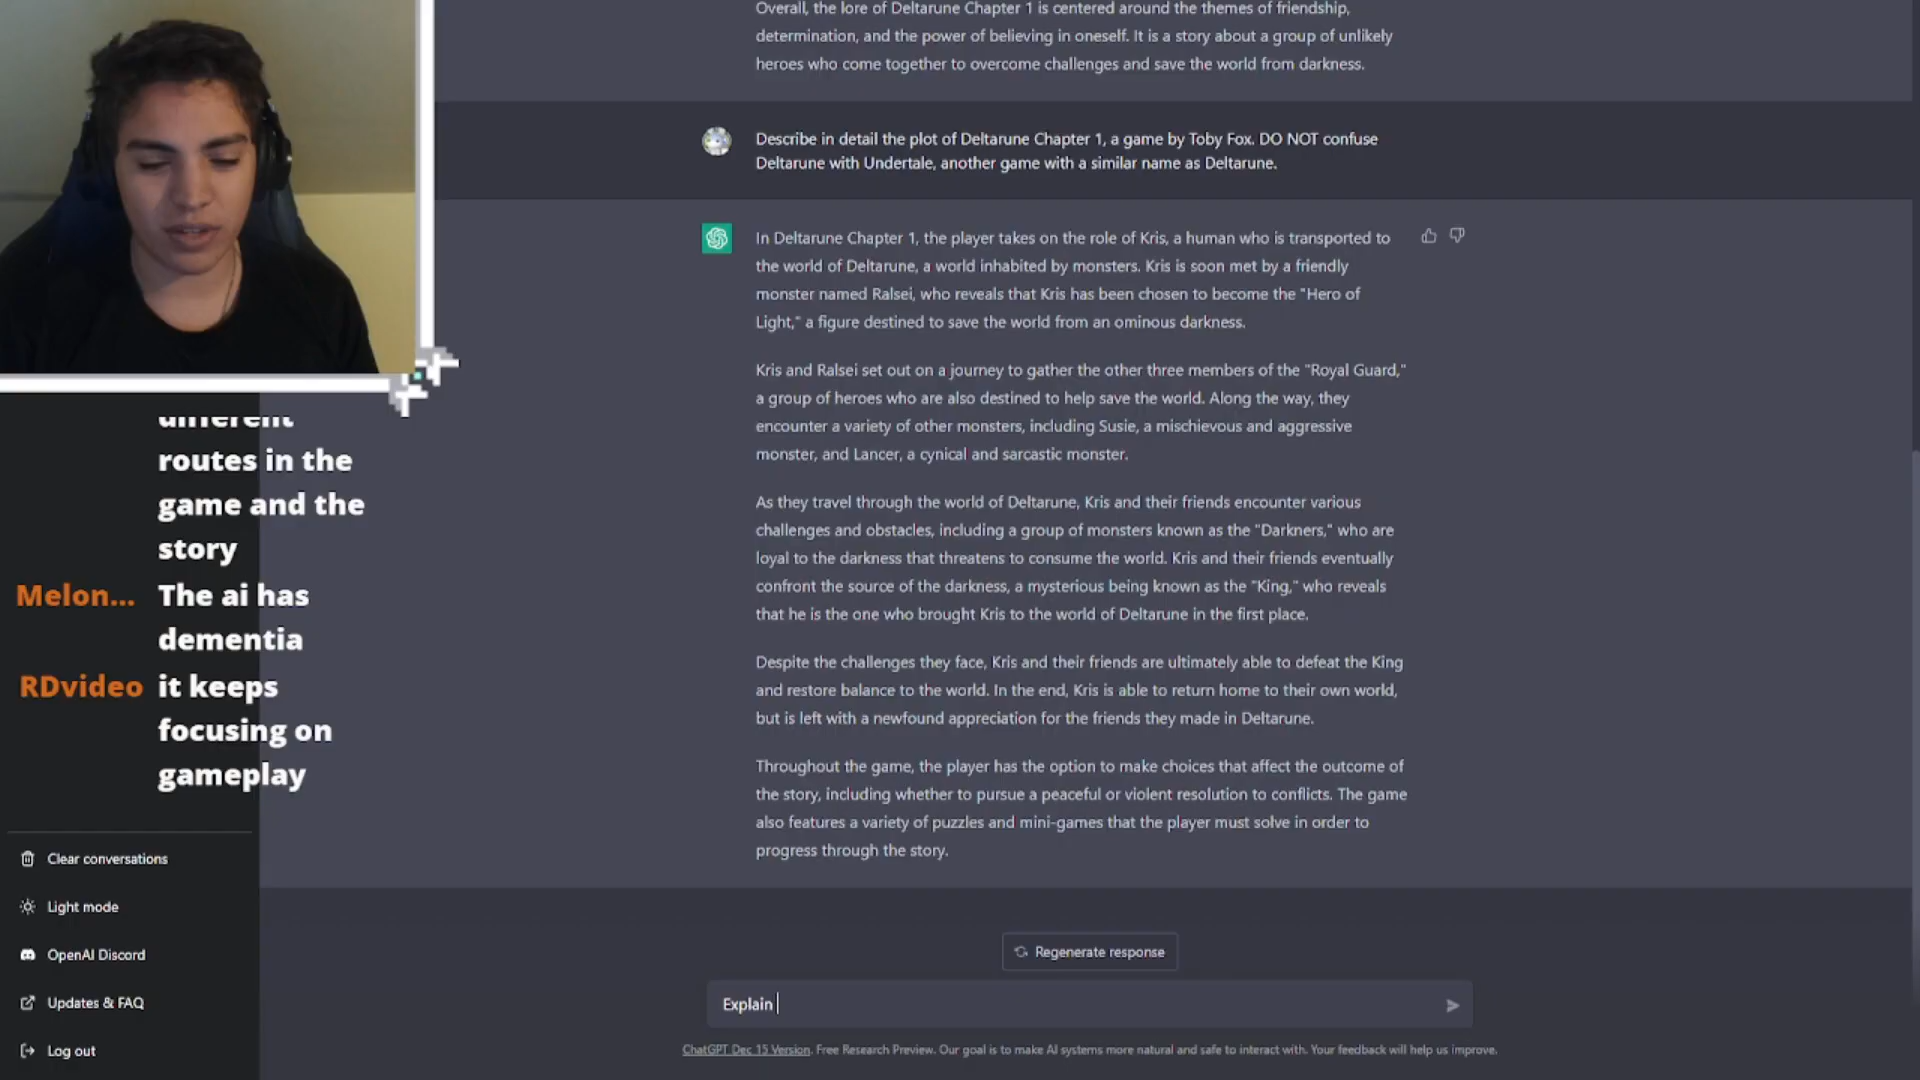 Overall, the lore of Deltarune Chapter 1 is centered around the themes of friendship,
determination, and the power of believing in oneself. It is a story about a group of unlikely
heroes who come together to overcome challenges and save the world from darkness.
Describe in detail the plot of Deltarune Chapter 1, a game by Toby Fox. DO NOT confuse
Deltarune with Undertale, another game with a similar name as Deltarune.
In Deltarune Chapter 1, the player takes on the role of Kris, a human who is transported to
the world of Deltarune, a world inhabited by monsters. Kris is soon met by a friendly
monster named Ralsei, who reveals that Kris has been chosen to become the "Hero of
Light," a figure destined to save the world from an ominous darkness.
Kris and Ralsei set out on a journey to gather the other three members of the "Royal Guard,"
a group of heroes who are also destined to help save the world. Along the way, they
encounter a variety of other monsters, including Susie, a mischievous and aggressive
monster, and Lancer, a cynical and sarcastic monster.
As they travel through the world of Deltarune, Kris and their friends encounter various
challenges and obstacles, including a group of monsters known as the "Darkners," who are
loyal to the darkness that threatens to consume the world. Kris and their friends eventually
confront the source of the darkness, a mysterious being known as the "King," who reveals
that he is the one who brought Kris to the world of Deltarune in the first place.
Despite the challenges they face, Kris and their friends are ultimately able to defeat the King
and restore balance to the world. In the end, Kris is able to return home to their own world,
but is left with a newfound appreciation for the friends they made in Deltarune.
Throughout the game, the player has the option to make choices that affect the outcome of
the story, including whether to pursue a peaceful or violent resolution to conflicts. The game
also features a variety of puzzles and mini-games that the player must solve in order to
progress through the story.
different
routes in the
game and the
story
Melon... The ai has
dementia
RDvideo it keeps
focusing on
gameplay
Clear conversations
Light mode
OpenAI Discord
Updates & FAQ
Log out
Regenerate response
Explain
ChatGPT Dec 15 Version. Free Research Preview. Our goal is to make AI systems more natural and safe to interact with. Your feedback will help us improve.